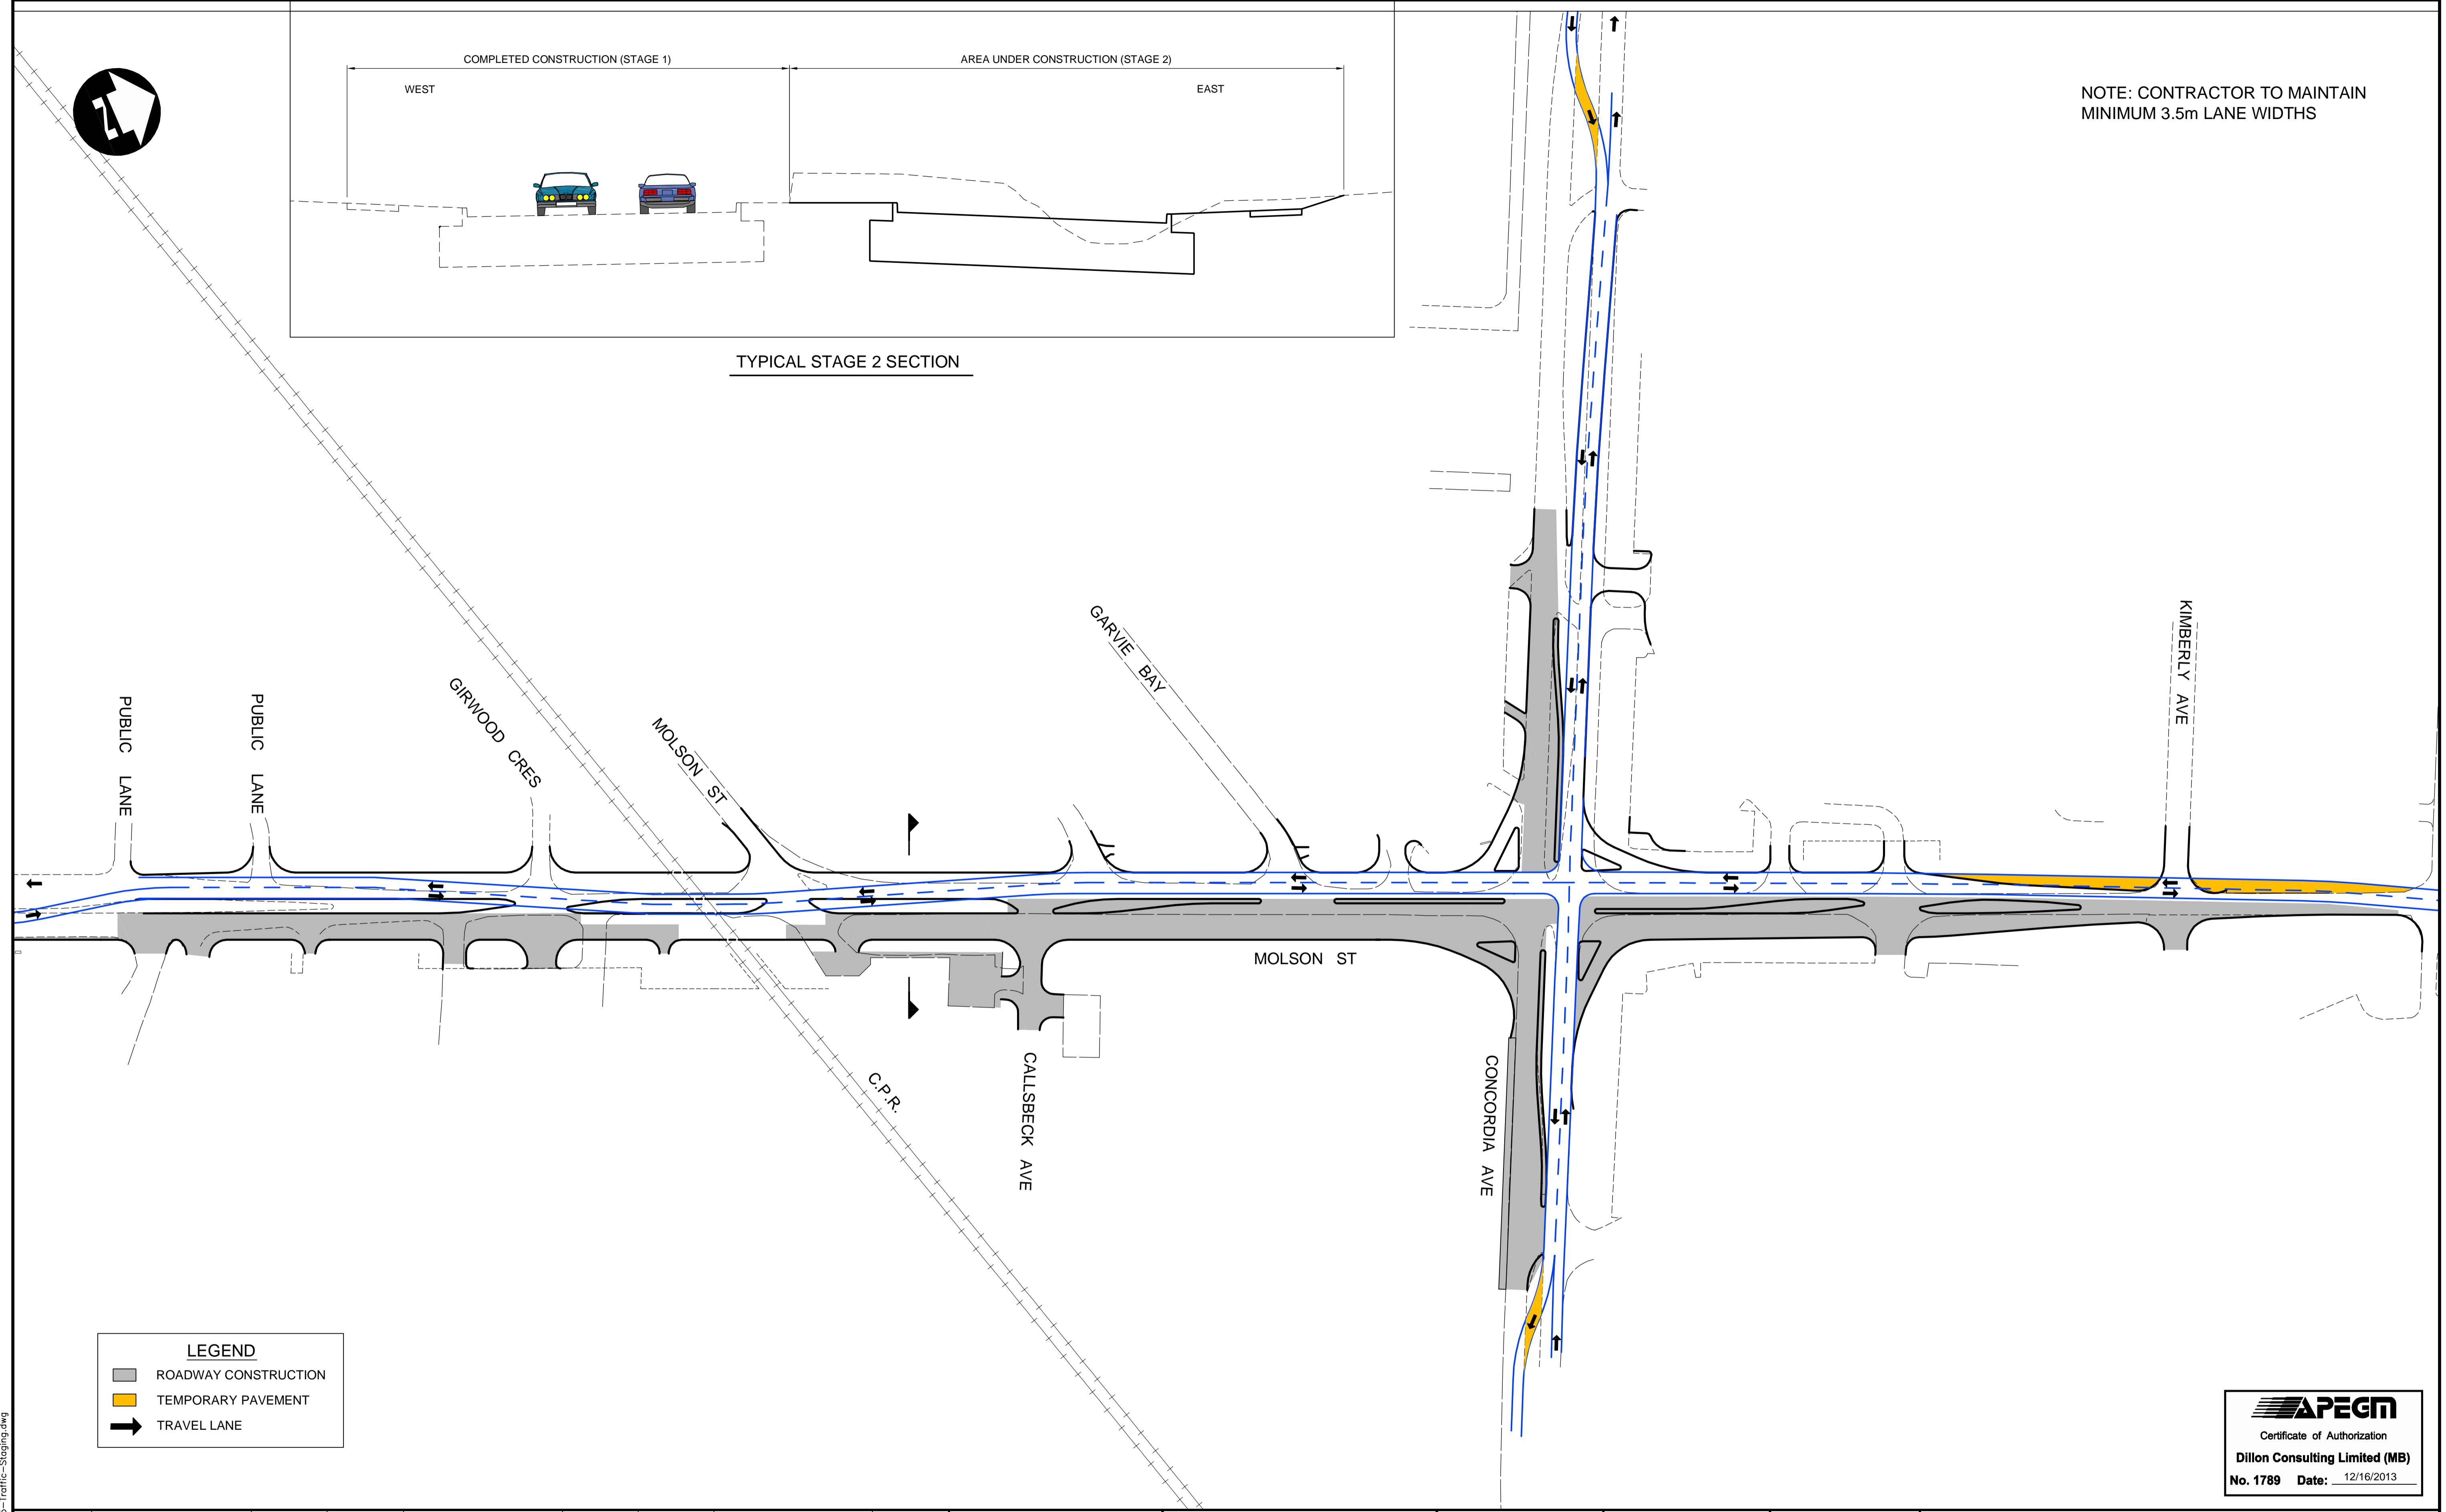 COMPLETED CONSTRUCTION (STAGE 1)
AREA UNDER CONSTRUCTION (STAGE 2)
WEST
EAST
NOTE: CONTRACTOR TO MAINTAIN
MINIMUM 3.5m LANE WIDTHS
TYPICAL STAGE 2 SECTION
PUBLIC LANE
PUBLIC LANE
GIRWOOD CRES
MOLSON ST
GARVIE BAY
KIMBERLY AVE
MOLSON ST
C.P.R.
CALLSBECK AVE
CONCORDIA AVE
LEGEND
ROADWAY CONSTRUCTION
TEMPORARY PAVEMENT
TRAVEL LANE
APEGM
Certificate of Authorization
Dillon Consulting Limited (MB)
No. 1789 Date: 12/16/2013
-Traffic-Staging.dwg